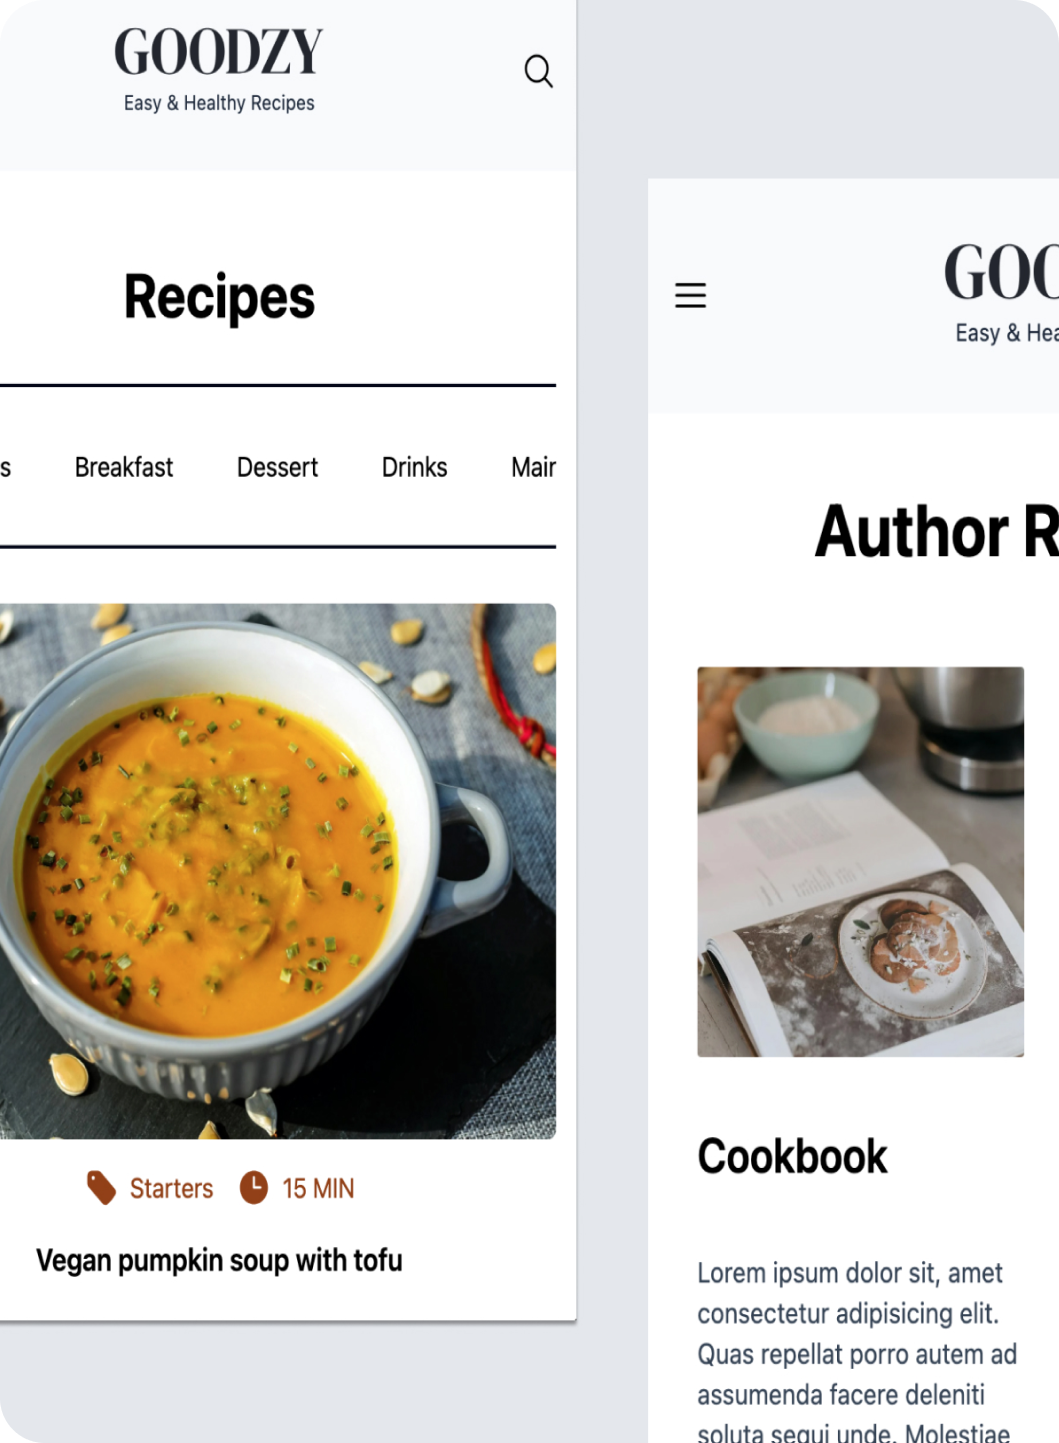 GOODZY
Easy & Healthy Recipes
Recipes
s Breakfast Dessert Drinks Mair
Starters 15 MIN
Vegan pumpkin soup with tofu
GOO
Easy & Hea
Author R
Cookbook
Lorem ipsum dolor sit, amet
consectetur adipisicing elit.
Quas repellat porro autem ad
assumenda facere deleniti
soluta sequi unde. Molestiae